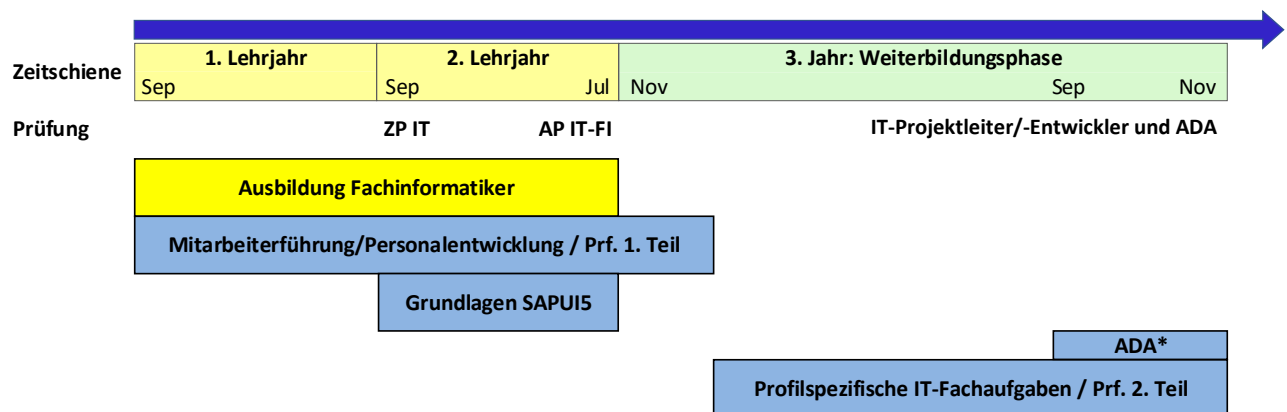 Zeitschiene
1. Lehrjahr 2. Lehrjahr 3. Jahr: Weiterbildungsphase
Sep Sep Jul Nov Sep Nov
Prüfung ZP IT AP IT-FI IT-Projektleiter/-Entwickler und ADA
Ausbildung Fachinformatiker
Mitarbeiterführung/Personalentwicklung / Prf. 1. Teil
Grundlagen SAPUI5
ADA*
Profilspezifische IT-Fachaufgaben / Prf. 2. Teil